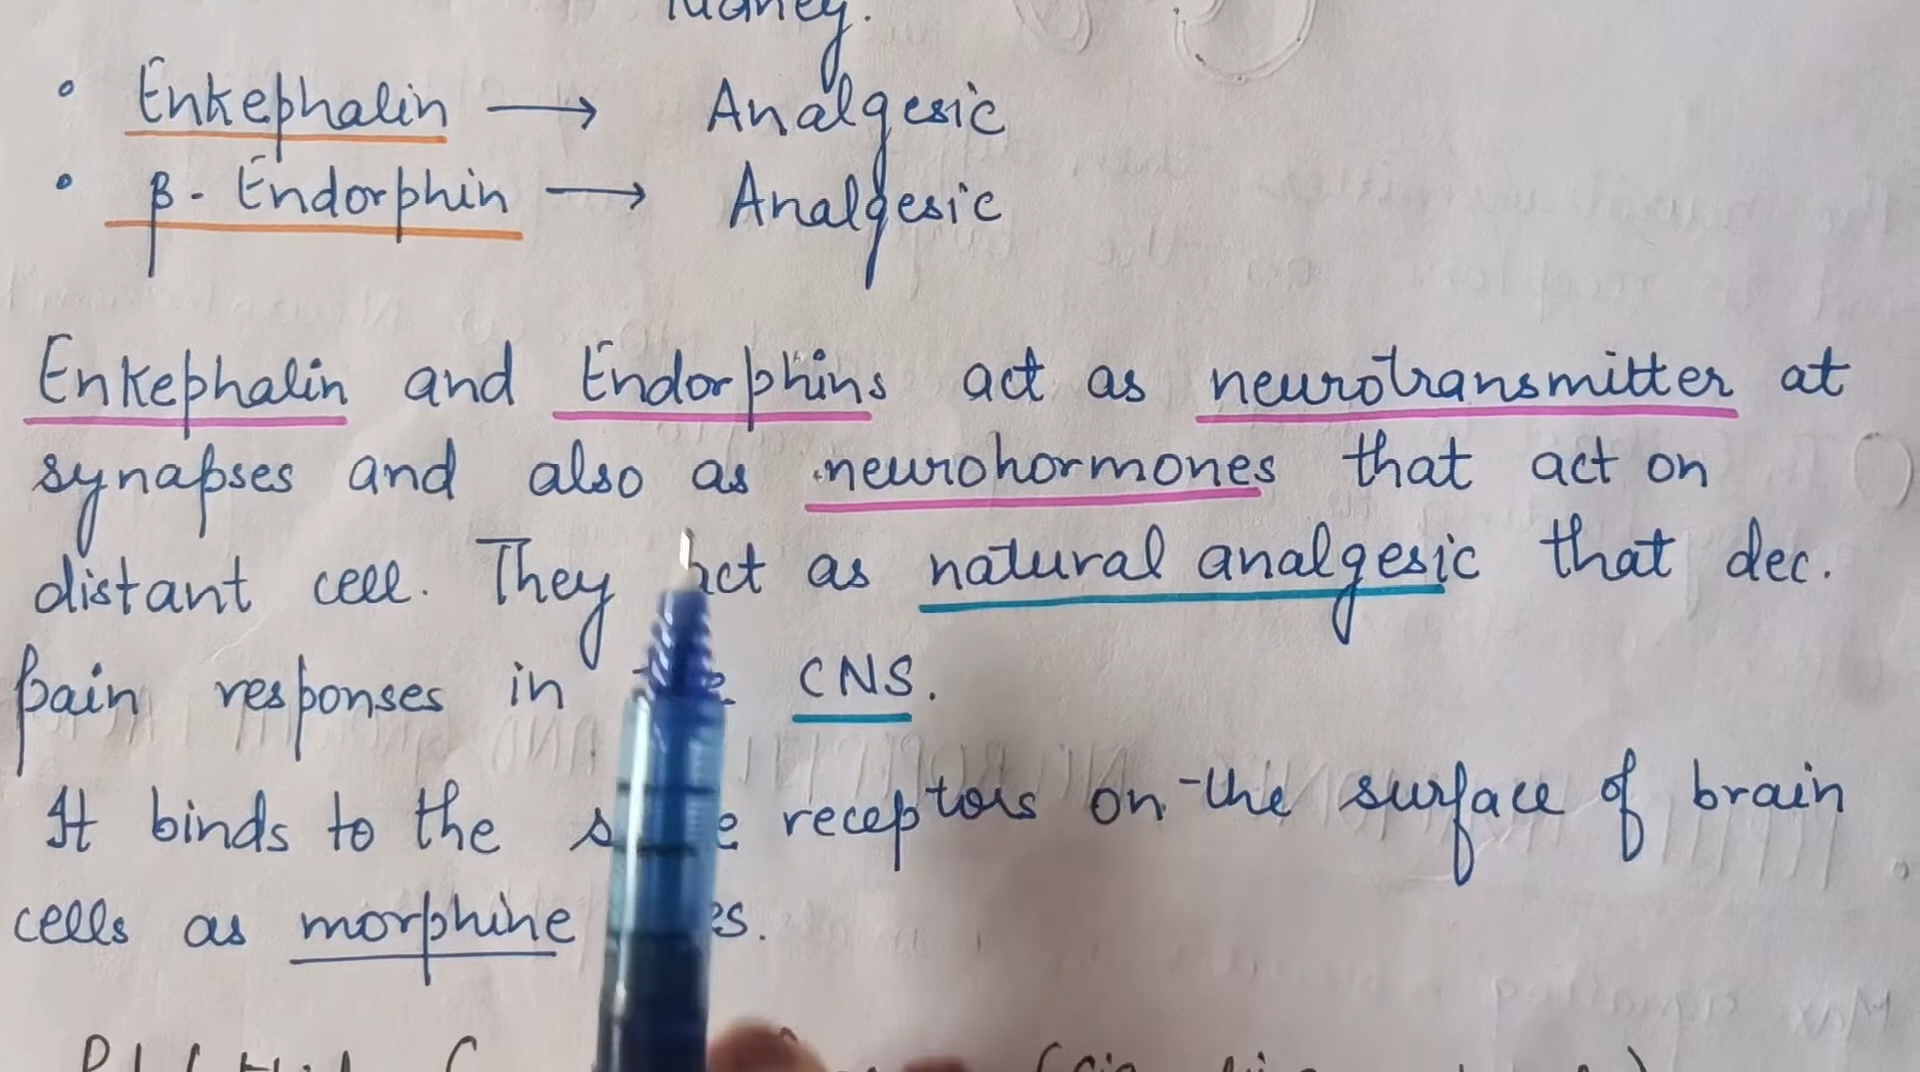 Kidney.
• Enkephalin → Analgesic
• β - Endorphin → Analgesic
Enkephalin and Endorphins act as neurotransmitter at
synapses and also as neurohormones that act on
distant cell. They act as natural analgesic that dec.
pain responses in CNS.
It binds to the receptors on the surface of brain
cells as morphine